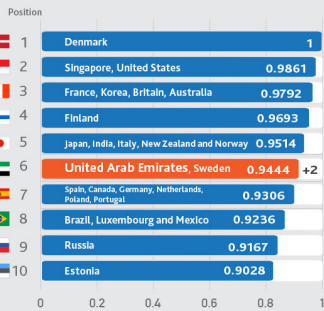 Position
1 Denmark 1
2 Singapore, United States 0.9861
3 France, Korea, Britain, Australia 0.9792
4 Finland 0.9693
5 Japan, India, Italy, New Zealand and Norway 0.9514
6 United Arab Emirates, Sweden 0.9444 +2
7 Spain, Canada, Germany, Netherlands,
Poland, Portugal 0.9306
8 Brazil, Luxembourg and Mexico 0.9236
9 Russia 0.9167
10 Estonia 0.9028
0 0.2 0.4 0.6 0.8 1